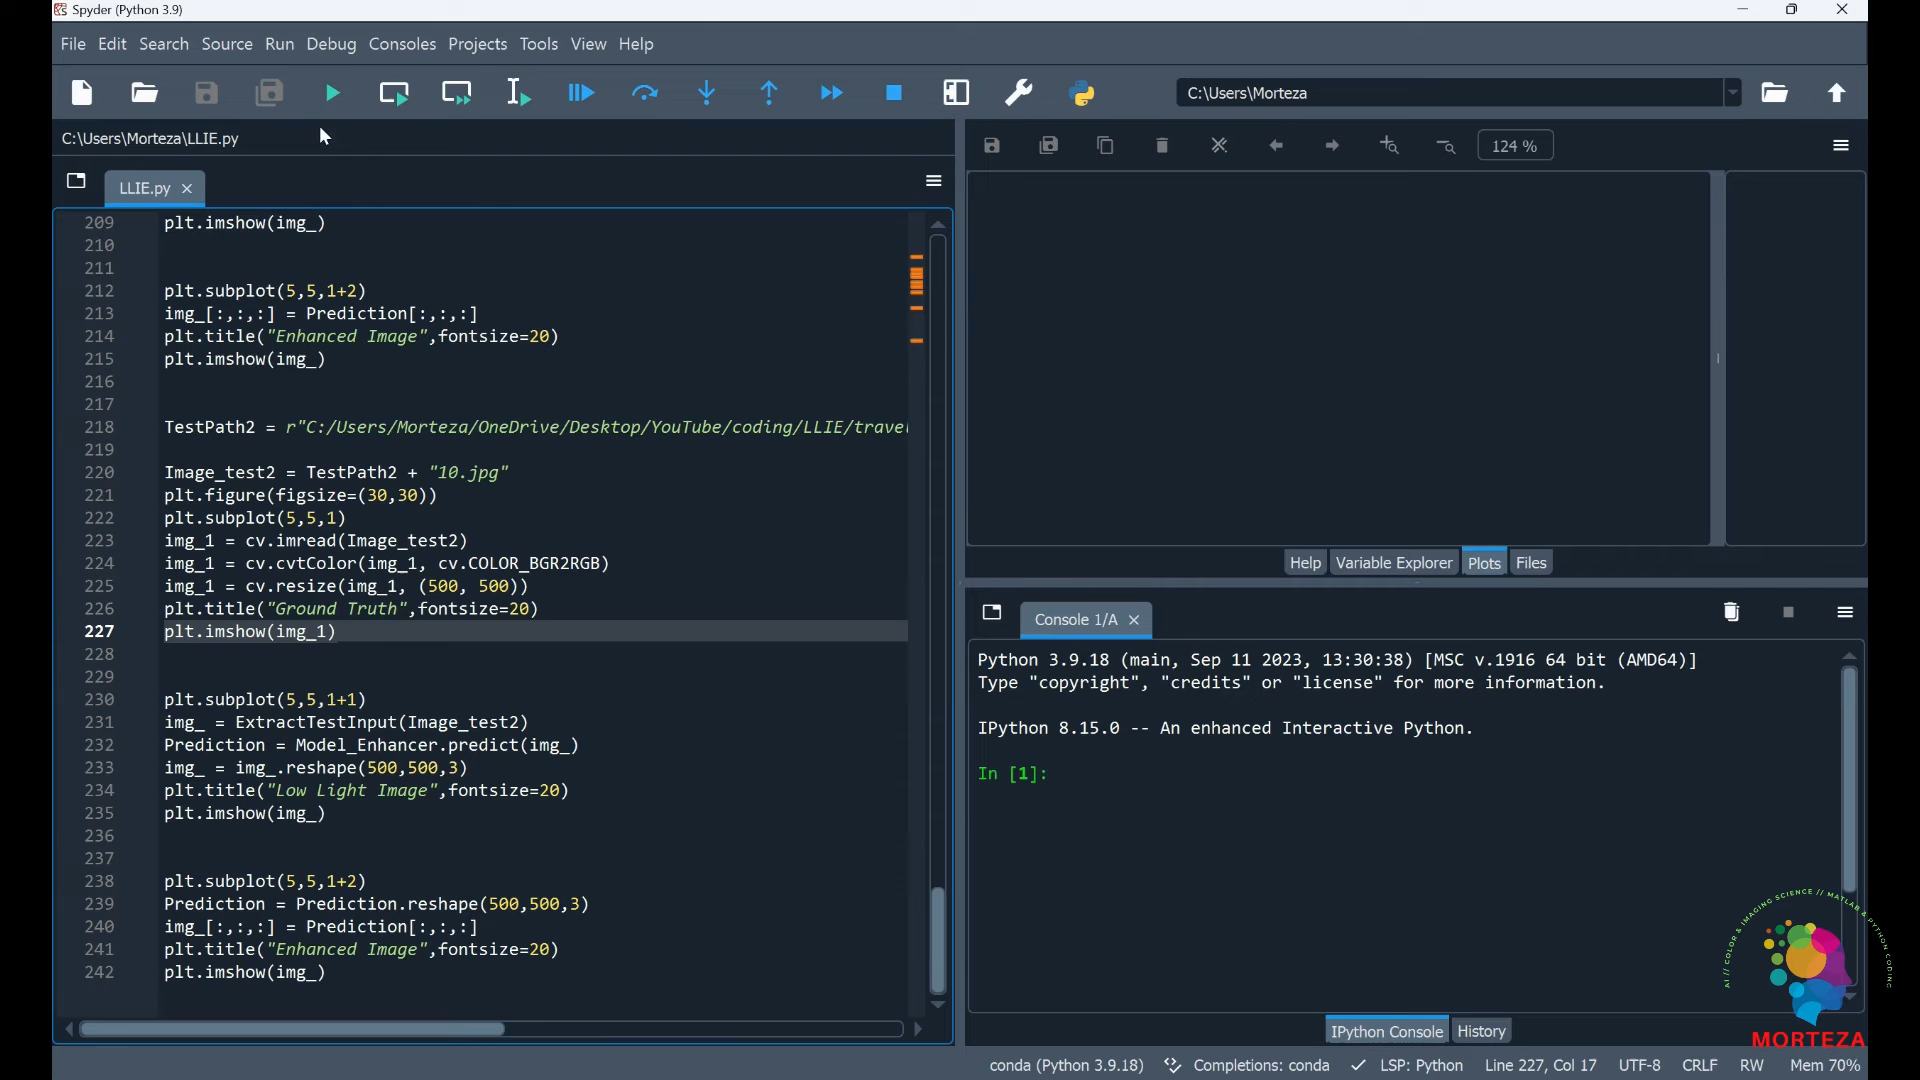 Spyder (Python 3.9)
File Edit Search Source Run Debug Consoles Projects Tools View Help
C:\Users\Morteza
C:\Users\Morteza\LLIE.py
124 %
LLIE.py
209 plt.imshow(img_)
210
211
212 plt.subplot(5,5,1+2)
213 img_[:,:,:] = Prediction[:,:,:]
214 plt.title("Enhanced Image",fontsize=20)
215 plt.imshow(img_)
216
217
218 TestPath2 = r"C:/Users/Morteza/OneDrive/Desktop/YouTube/coding/LLIE/travel
219
220 Image_test2 = TestPath2 + "10.jpg"
221 plt.figure(figsize=(30,30))
222 plt.subplot(5,5,1)
223 img_1 = cv.imread(Image_test2)
224 img_1 = cv.cvtColor(img_1, cv.COLOR_BGR2RGB)
225 img_1 = cv.resize(img_1, (500, 500))
226 plt.title("Ground Truth",fontsize=20)
227 plt.imshow(img_1)
228
229
230 plt.subplot(5,5,1+1)
231 img_ = ExtractTestInput(Image_test2)
232 Prediction = Model_Enhancer.predict(img_)
233 img_ = img_.reshape(500,500,3)
234 plt.title("Low Light Image",fontsize=20)
235 plt.imshow(img_)
236
237
238 plt.subplot(5,5,1+2)
239 Prediction = Prediction.reshape(500,500,3)
240 img_[:,:,:] = Prediction[:,:,:]
241 plt.title("Enhanced Image",fontsize=20)
242 plt.imshow(img_)
Help Variable Explorer Plots Files
Console 1/A
Python 3.9.18 (main, Sep 11 2023, 13:30:38) [MSC v.1916 64 bit (AMD64)]
Type "copyright", "credits" or "license" for more information.
IPython 8.15.0 -- An enhanced Interactive Python.
In [1]:
AI // COLOR & IMAGING SCIENCE // MATLAB & PYTHON CODING
MORTEZA
IPython Console History
conda (Python 3.9.18) Completions: conda LSP: Python Line 227, Col 17 UTF-8 CRLF RW Mem 70%